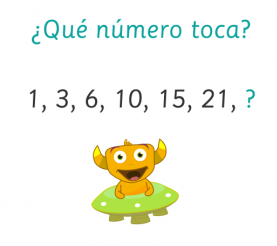 ¿Qué número toca?
1, 3, 6, 10, 15, 21, ?